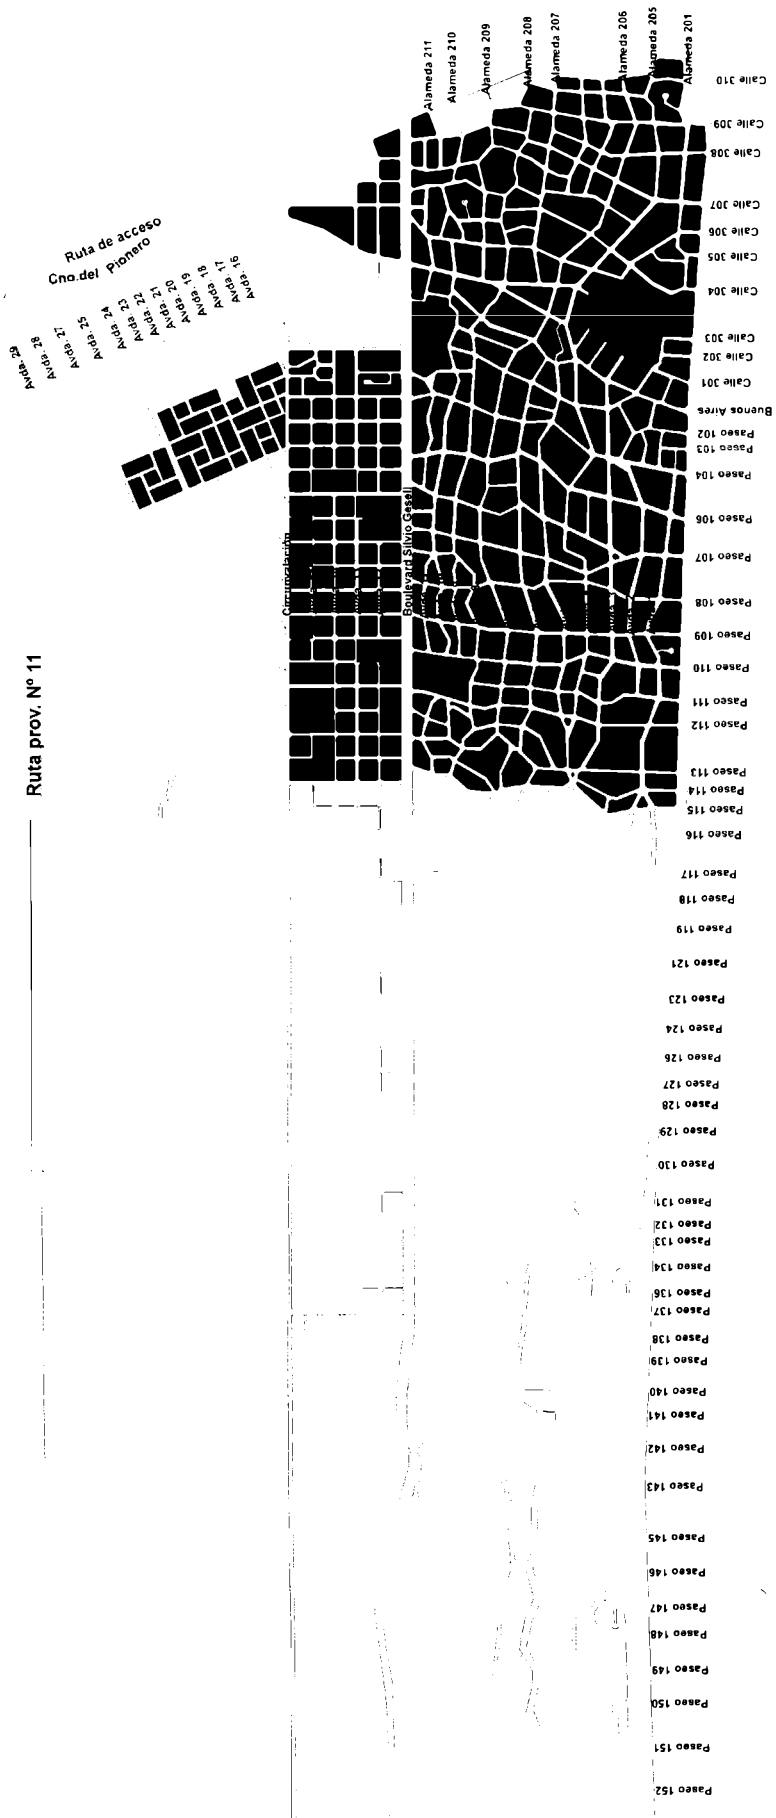 Alameda 211
Alameda 210
Alameda 209
Alameda 208
Alameda 207
Alameda 206
Alameda 205
Alameda 201
Calle 310
Calle 309
Calle 308
Calle 307
Calle 306
Calle 305
Calle 304
Calle 303
Calle 302
Calle 301
Buenos Aires
Paseo 102
Paseo 103
Paseo 104
Paseo 106
Paseo 107
Paseo 108
Paseo 109
Paseo 110
Paseo 111
Paseo 112
Paseo 113
Paseo 114
Paseo 115
Paseo 116
Paseo 117
Paseo 118
Paseo 119
Paseo 121
Paseo 123
Paseo 124
Paseo 126
Paseo 127
Paseo 128
Paseo 129
Paseo 130
Paseo 131
Paseo 132
Paseo 133
Paseo 134
Paseo 136
Paseo 137
Paseo 138
Paseo 139
Paseo 140
Paseo 141
Paseo 142
Paseo 143
Paseo 145
Paseo 146
Paseo 147
Paseo 148
Paseo 149
Paseo 150
Paseo 151
Paseo 152
Ruta de acceso
Cno.del Pionero
Avda. 29
Avda. 28
Avda. 27
Avda. 25
Avda. 24
Avda. 23
Avda. 22
Avda. 21
Avda. 20
Avda. 19
Avda. 18
Avda. 17
Avda. 16
Circunvalación
Boulevard Silvio Gesell
Ruta prov. Nº 11